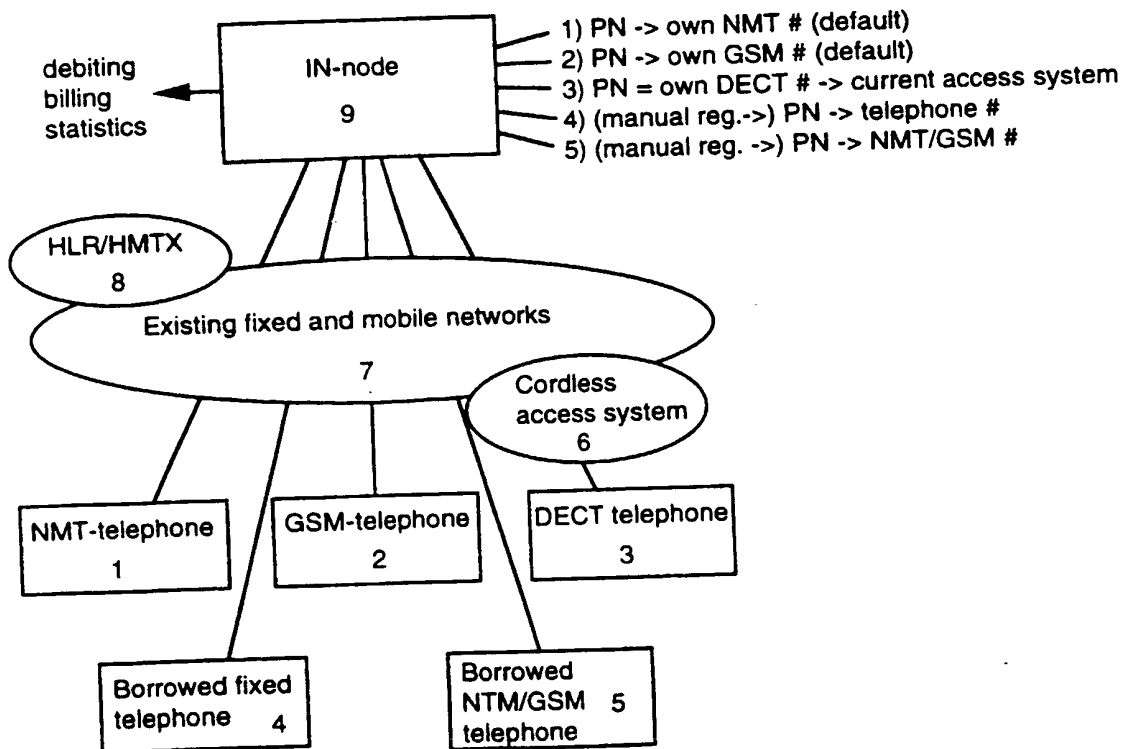 debiting
billing
statistics
IN-node
9
1) PN -> own NMT # (default)
2) PN -> own GSM # (default)
3) PN = own DECT # -> current access system
4) (manual reg.->) PN -> telephone #
5) (manual reg. ->) PN -> NMT/GSM #
HLR/HMTX
8
Existing fixed and mobile networks
7
Cordless
access system
6
NMT-telephone
1
GSM-telephone
2
DECT telephone
3
Borrowed fixed
telephone 4
Borrowed
NTM/GSM 5
telephone